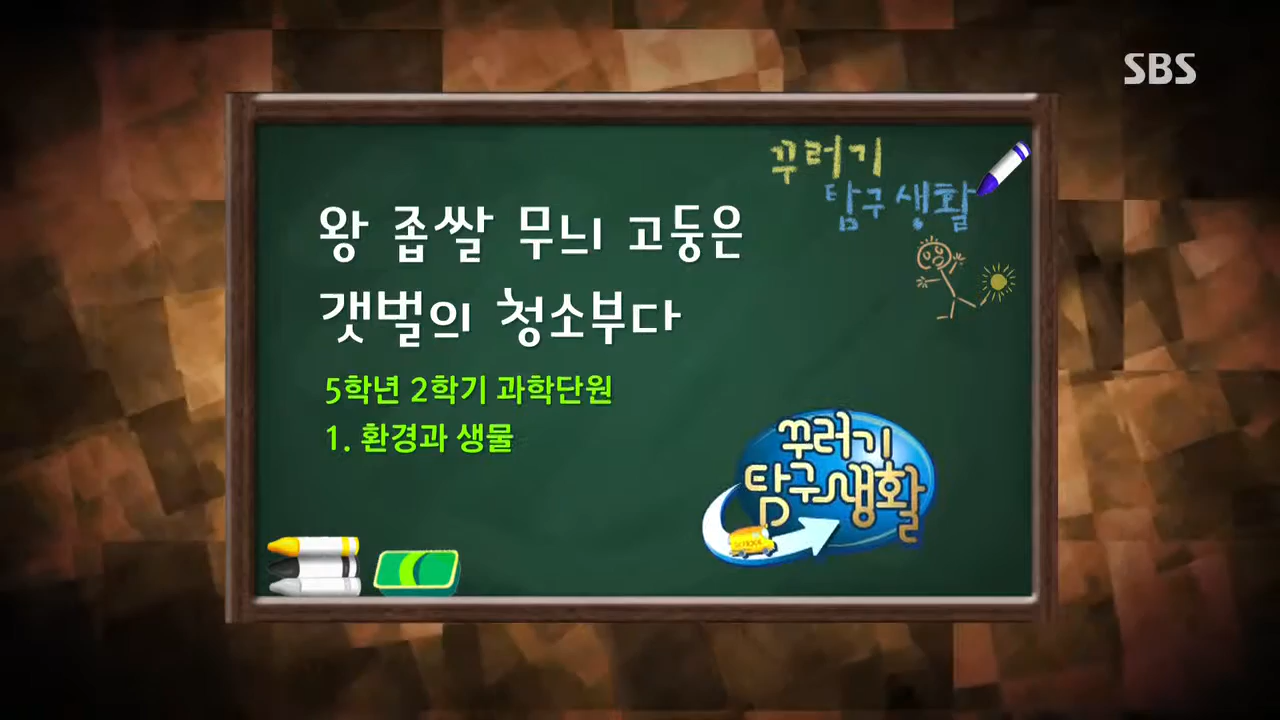 SBS
꾸러기
탐구생활
왕 좁쌀 무늬 고둥은
갯벌의 청소부다
5학년 2학기 과학단원
1. 환경과 생물
꾸러기
탐구생활
SCHOOL